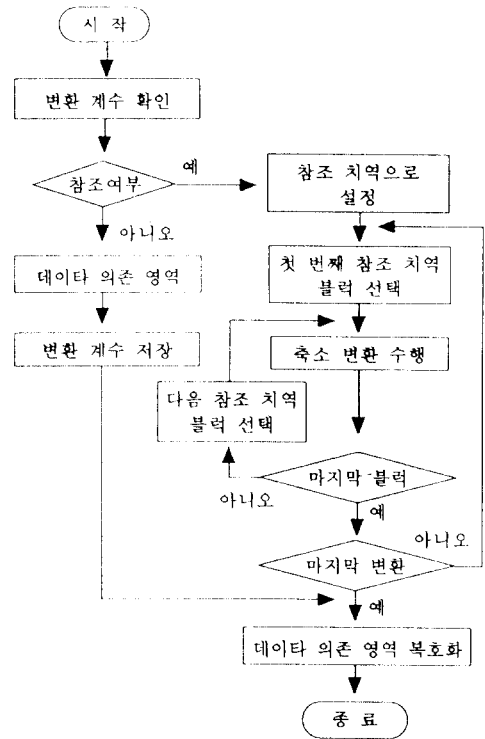 시 작
변환 계수 확인
참조여부
예
아니오
참조 치역으로
설정
데이타 의존 영역
첫 번째 참조 치역
블럭 선택
변환 계수 저장
축소 변환 수행
다음 참조 치역
블럭 선택
마지막 블럭
아니오
예
마지막 변환
아니오
예
데이타 의존 영역 복호화
종 료